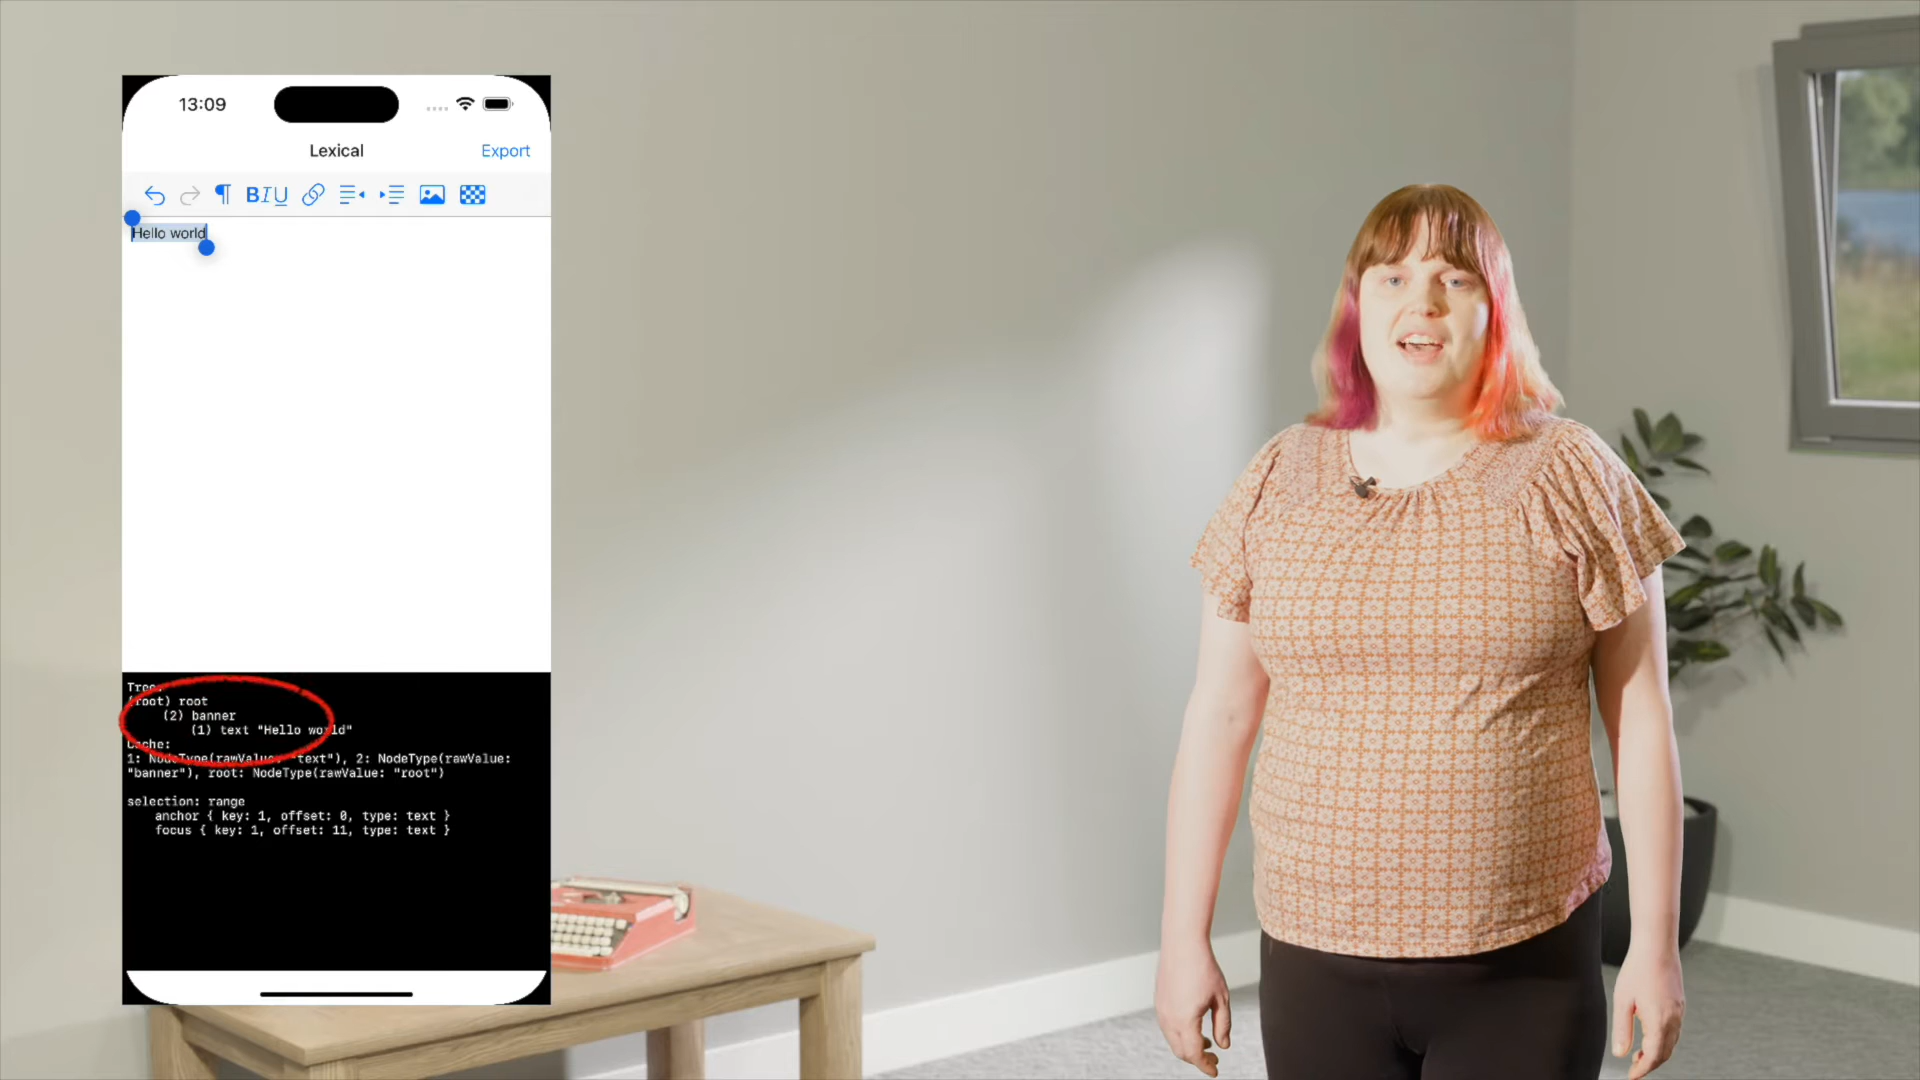 13:09
Lexical
Export
BIU
Hello world
Tree:
(root) root
(2) banner
(1) text "Hello world"
Cache:
1: NodeType(rawValue: "text"), 2: NodeType(rawValue:
"banner"), root: NodeType(rawValue: "root")
selection: range
anchor { key: 1, offset: 0, type: text }
focus { key: 1, offset: 11, type: text }